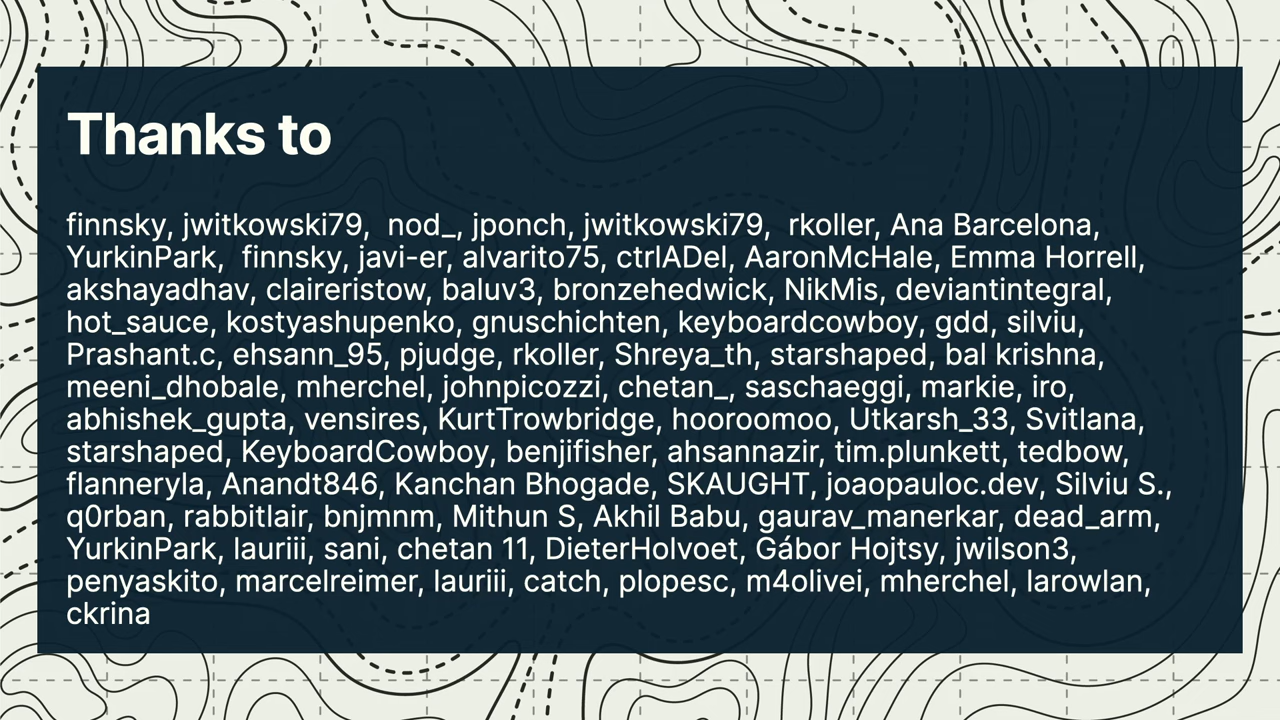 Thanks to
finnsky, jwitkowski79,  nod_, jponch, jwitkowski79,  rkoller, Ana Barcelona,
YurkinPark,  finnsky, javi-er, alvarito75, ctrlADel, AaronMcHale, Emma Horrell,
akshayadhav, claireristow, baluv3, bronzehedwick, NikMis, deviantintegral,
hot_sauce, kostyashupenko, gnuschichten, keyboardcowboy, gdd, silviu,
Prashant.c, ehsann_95, pjudge, rkoller, Shreya_th, starshaped, bal krishna,
meeni_dhobale, mherchel, johnpicozzi, chetan_, saschaeggi, markie, iro,
abhishek_gupta, vensires, KurtTrowbridge, hooroomoo, Utkarsh_33, Svitlana,
starshaped, KeyboardCowboy, benjifisher, ahsannazir, tim.plunkett, tedbow,
flanneryla, Anandt846, Kanchan Bhogade, SKAUGHT, joaopauloc.dev, Silviu S.,
q0rban, rabbitlair, bnjmnm, Mithun S, Akhil Babu, gaurav_manerkar, dead_arm,
YurkinPark, lauriii, sani, chetan 11, DieterHolvoet, Gábor Hojtsy, jwilson3,
penyaskito, marcelreimer, lauriii, catch, plopesc, m4olivei, mherchel, larowlan,
ckrina